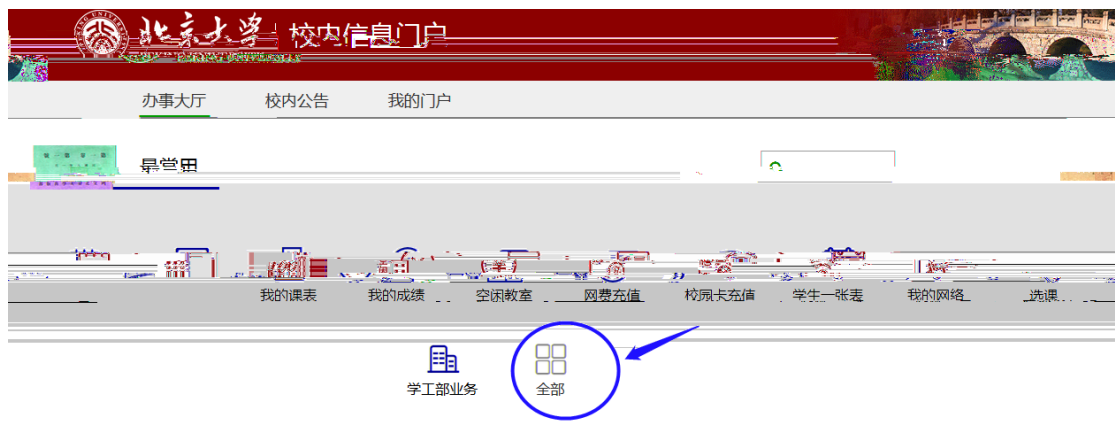 北京大学 校内信息门户
办事大厅 校内公告 我的门户
最常用
我的课表 我的成绩 空闲教室 网费充值 校园卡充值 学生一张表 我的网络 选课
学工部业务 全部